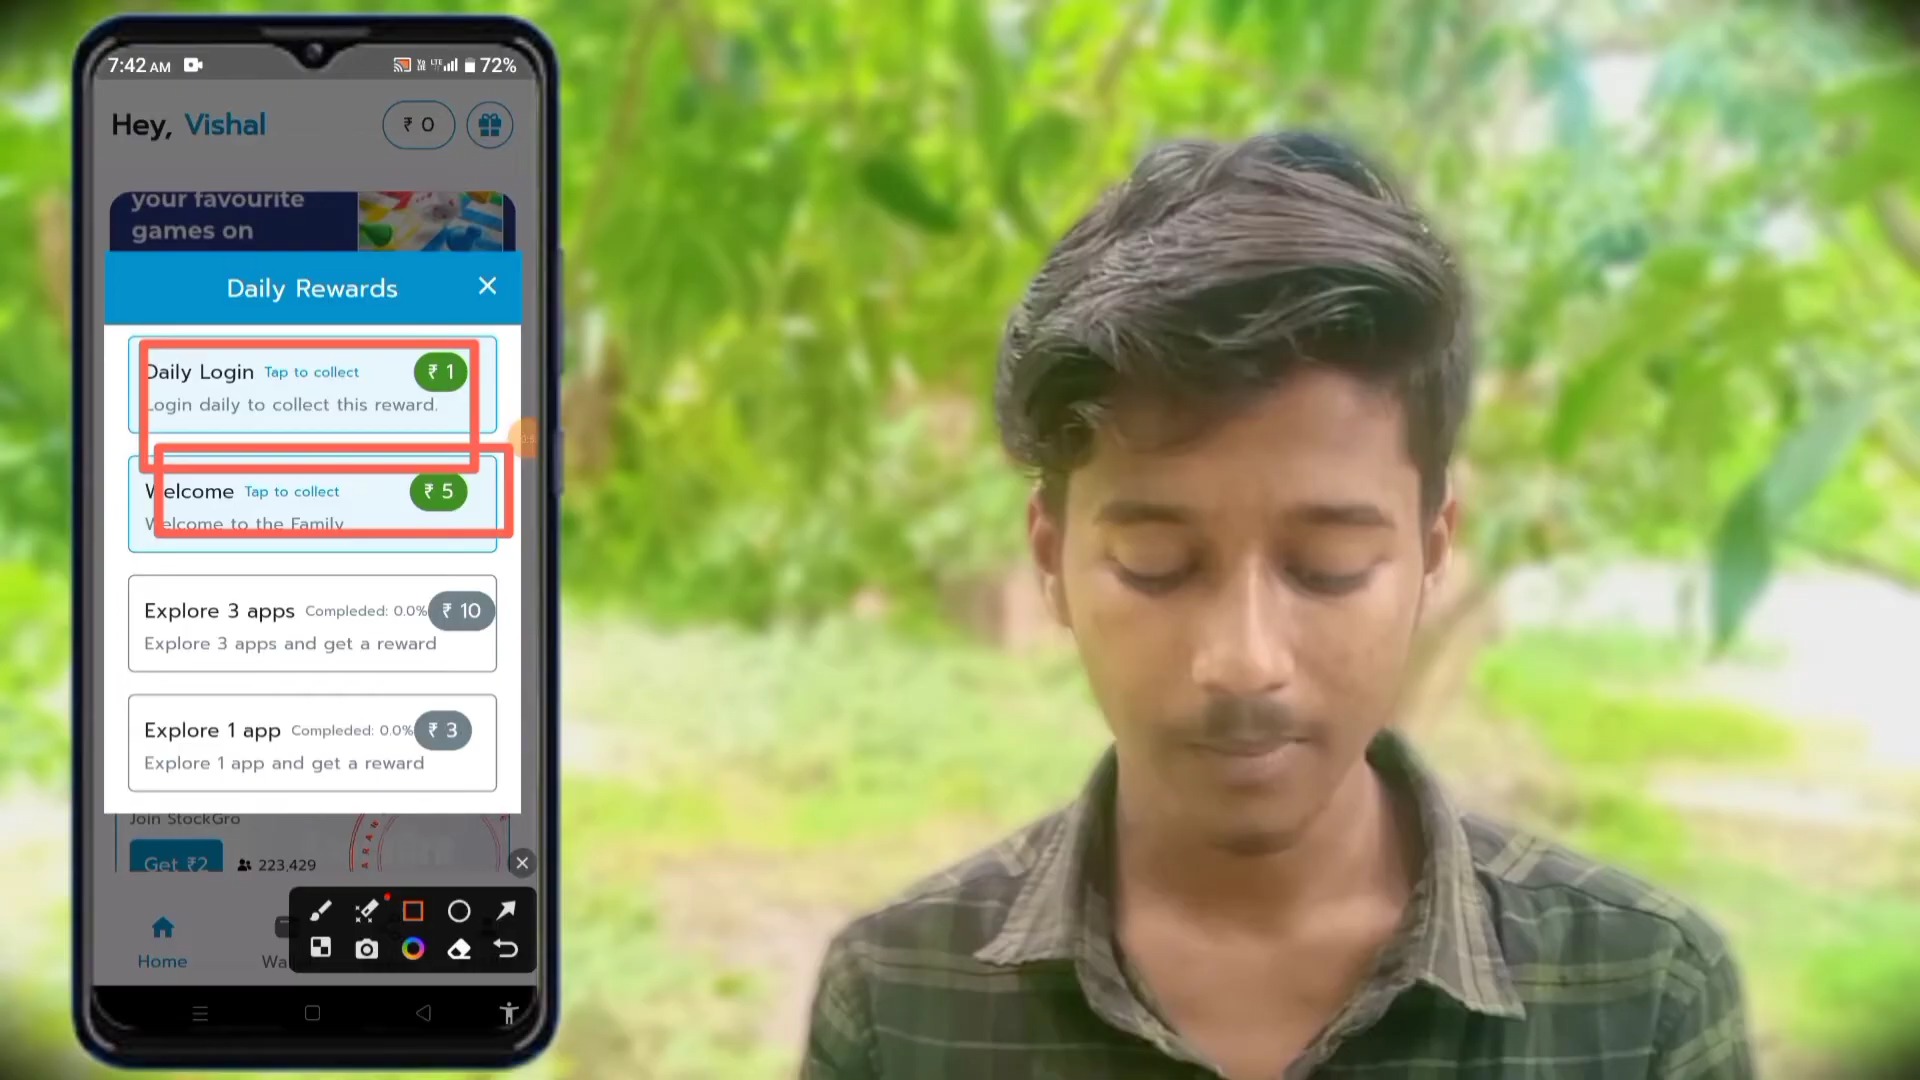 7:42 AM
72%
Hey, Vishal
₹ 0
your favourite
games on
Daily Rewards
Daily Login Tap to collect ₹ 1
Login daily to collect this reward.
Welcome Tap to collect ₹ 5
Welcome to the Family
Explore 3 apps Compleded: 0.0% ₹ 10
Explore 3 apps and get a reward
Explore 1 app Compleded: 0.0% ₹ 3
Explore 1 app and get a reward
Join StockGro
Get ₹2 223,429
Home Wa